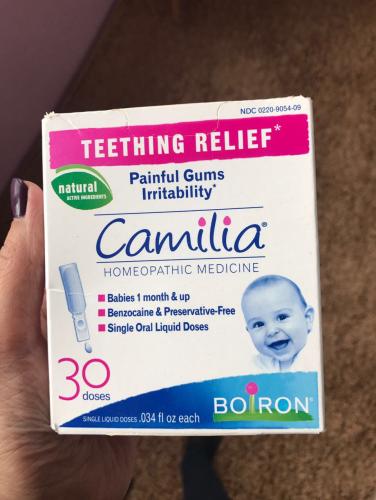 NDC 0220-9054-09
TEETHING RELIEF*
natural
ACTIVE INGREDIENTS
Painful Gums
Irritability*
Camilia®
HOMEOPATHIC MEDICINE
Babies 1 month & up
Benzocaine & Preservative-Free
Single Oral Liquid Doses
30
doses
SINGLE LIQUID DOSES .034 fl oz each
BOIRON®